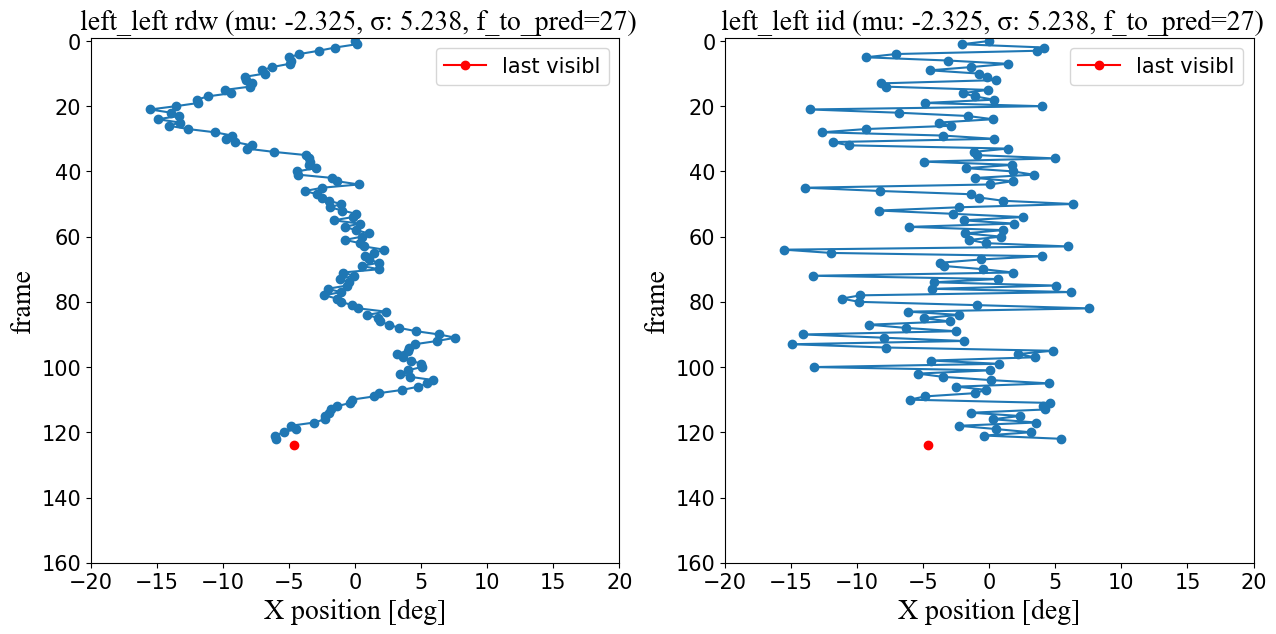 left_left rdw (mu: -2.325, σ: 5.238, f_to_pred=27)
last visibl
0
20
40
60
80
100
120
140
160
frame
−20 −15 −10 −5 0 5 10 15 20
X position [deg]
left_left iid (mu: -2.325, σ: 5.238, f_to_pred=27)
last visibl
0
20
40
60
80
100
120
140
160
frame
−20 −15 −10 −5 0 5 10 15 20
X position [deg]